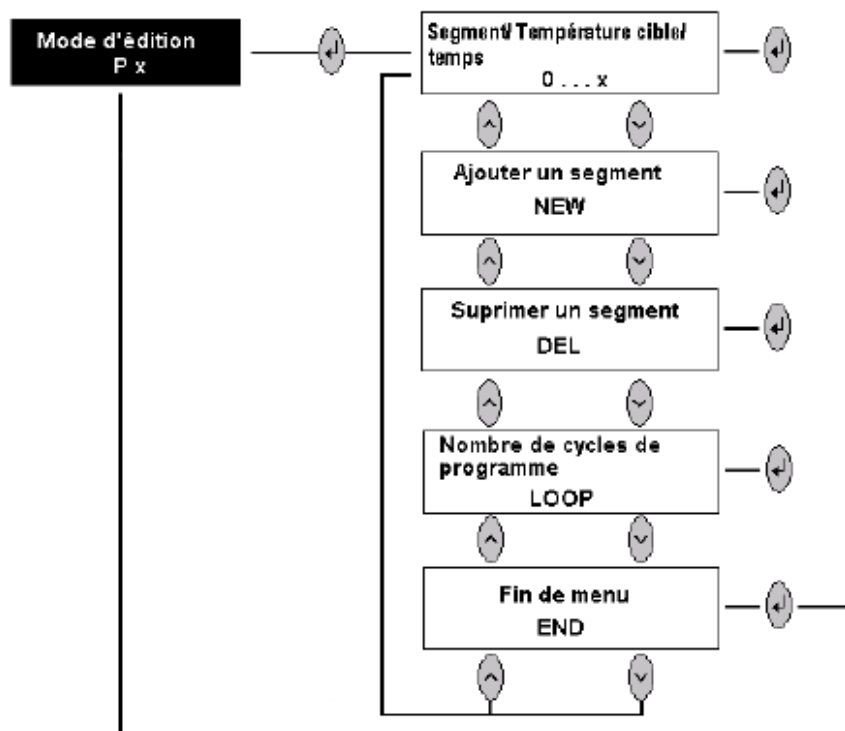 Mode d'édition
P x
Segment/ Température cible/
temps
0 . . . x
Ajouter un segment
NEW
Suprimer un segment
DEL
Nombre de cycles de
programme
LOOP
Fin de menu
END